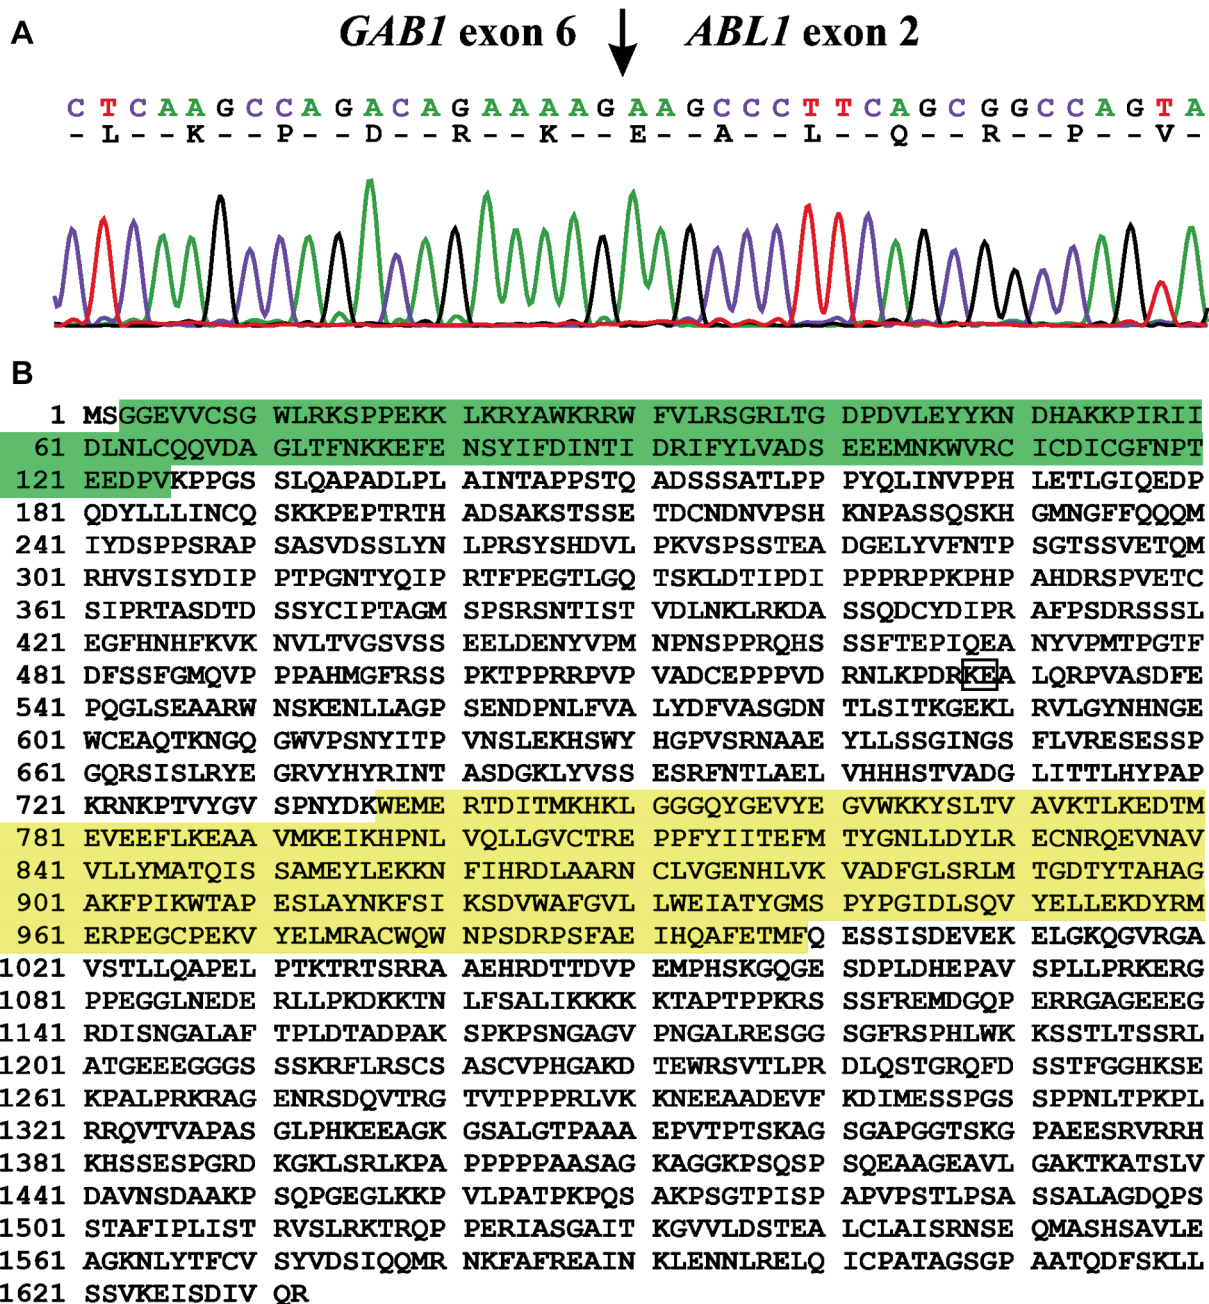 A
GAB1 exon 6 ↓ ABL1 exon 2
C T C A A G C C A G A C A G A A A A G A A G C C C T T C A G C G G C C A G T A
- L - - K - - P - - D - - R - - K - - E - - A - - L - - Q - - R - - P - - V -
B
1 MSGGEVVCSG WLRKSPPEKK LKRYAWKRRW FVLRSGRLTG DPDVLEYYKN DHAKKPIRII
61 DLNLCQQVDA GLTFNKKEFE NSYIFDINTI DRIFYLVADS EEEMNKWVRC ICDICGFNPT
121 EEDPVKPPGS SLQAPADLPL AINTAPPSTQ ADSSSATLPP PYQLINVPPH LETLGIQEDP
181 QDYLLLINCQ SKKPEPTRTH ADSAKSTSSE TDCNDNVPSH KNPASSQSKH GMNGFFQQQM
241 IYDSPPSRAP SASVDSSLYN LPRSYSHDVL PKVSPSSTEA DGELYVFNTP SGTSSVETQM
301 RHVSISYDIP PTPGNTYQIP RTFPEGTLGQ TSKLDTIPDI PPPRPPKPHP AHDRSPVETC
361 SIPRTASDTD SSYCIPTAGM SPSRSNTIST VDLNKLRKDA SSQDCYDIPR AFPSDRSSSL
421 EGFHNHFKVK NVLTVGSVSS EELDENYVPM NPNSPPRQHS SSFTEPIQEA NYVPMTPGTF
481 DFSSFGMQVP PPAHMGFRSS PKTPPRRPVP VADCEPPPVD RNLKPDRKEA LQRPVASDFE
541 PQGLSEAARW NSKENLLAGP SENDPNLFVA LYDFVASGDN TLSITKGEKL RVLGYNHNGE
601 WCEAQTKNGQ GWVPSNYITP VNSLEKHSWY HGPVSRNAAE YLLSSGINGS FLVRESESSP
661 GQRSISLRYE GRVYHYRINT ASDGKLYVSS ESRFNTLAEL VHHHSTVADG LITTLHYPAP
721 KRNKPTVYGV SPNYDKWEME RTDITMKHKL GGGQYGEVYE GVWKKYSLTV AVKTLKEDTM
781 EVEEFLKEAA VMKEIKHPNL VQLLGVCTRE PPFYIITEFM TYGNLLDYLR ECNRQEVNAV
841 VLLYMATQIS SAMEYLEKKN FIHRDLAARN CLVGENHLVK VADFGLSRLM TGDTYTAHAG
901 AKFPIKWTAP ESLAYNKFSI KSDVWAFGVL LWEIATYGMS PYPGIDLSQV YELLEKDYRM
961 ERPEGCPEKV YELMRACWQW NPSDRPSFAE IHQAFETMFQ ESSISDEVEK ELGKQGVRGA
1021 VSTLLQAPEL PTKTRTSRRA AEHRDTTDVP EMPHSKGQGE SDPLDHEPAV SPLLPRKERG
1081 PPEGGLNEDE RLLPKDKKTN LFSALIKKKK KTAPTPPKRS SSFREMDGQP ERRGAGEEEG
1141 RDISNGALAF TPLDTADPAK SPKPSNGAGV PNGALRESGG SGFRSPHLWK KSSTLTSSRL
1201 ATGEEEGGGS SSKRFLRSCS ASCVPHGAKD TEWRSVTLPR DLQSTGRQFD SSTFGGHKSE
1261 KPALPRKRAG ENRSDQVTRG TVTPPPRLVK KNEEAADEVF KDIMESSPGS SPPNLTPKPL
1321 RRQVTVAPAS GLPHKEEAGK GSALGTPAAA EPVTPTSKAG SGAPGGTSKG PAEESRVRRH
1381 KHSSESPGRD KGKLSRLKPA PPPPPAASAG KAGGKPSQSP SQEAAGEAVL GAKTKATSLV
1441 DAVNSDAAKP SQPGEGLKKP VLPATPKPQS AKPSGTPISP APVPSTLPSA SSALAGDQPS
1501 STAFIPLIST RVSLRKTRQP PERIASGAIT KGVVLDSTEA LCLAISRNSE QMASHSAVLE
1561 AGKNLYTFCV SYVDSIQQMR NKFAFREAIN KLENNLRELQ ICPATAGSGP AATQDFSKLL
1621 SSVKEISDIV QR